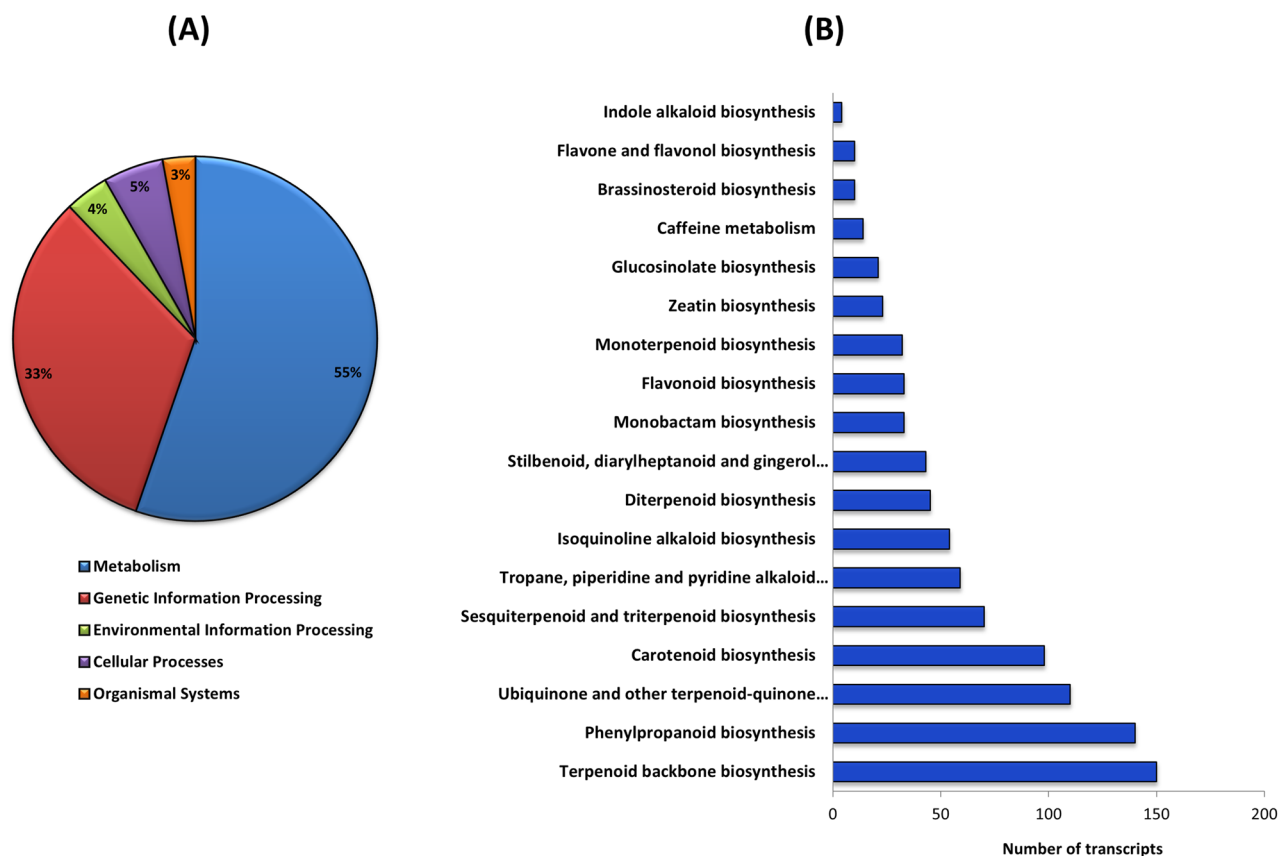 (A)
3%
5%
4%
33%
55%
Metabolism
Genetic Information Processing
Environmental Information Processing
Cellular Processes
Organismal Systems
(B)
Indole alkaloid biosynthesis
Flavone and flavonol biosynthesis
Brassinosteroid biosynthesis
Caffeine metabolism
Glucosinolate biosynthesis
Zeatin biosynthesis
Monoterpenoid biosynthesis
Flavonoid biosynthesis
Monobactam biosynthesis
Stilbenoid, diarylheptanoid and gingerol…
Diterpenoid biosynthesis
Isoquinoline alkaloid biosynthesis
Tropane, piperidine and pyridine alkaloid…
Sesquiterpenoid and triterpenoid biosynthesis
Carotenoid biosynthesis
Ubiquinone and other terpenoid-quinone…
Phenylpropanoid biosynthesis
Terpenoid backbone biosynthesis
0 50 100 150 200
Number of transcripts